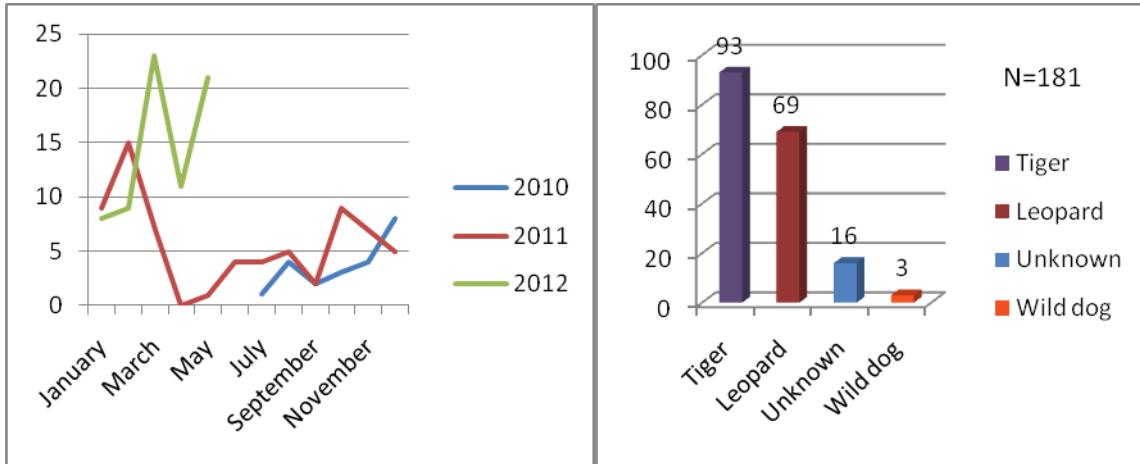 25
20
15
10
5
0
January
March
May
July
September
November
2010
2011
2012
100
80
60
40
20
0
93
69
16
3
Tiger
Leopard
Unknown
Wild dog
N=181
Tiger
Leopard
Unknown
Wild dog